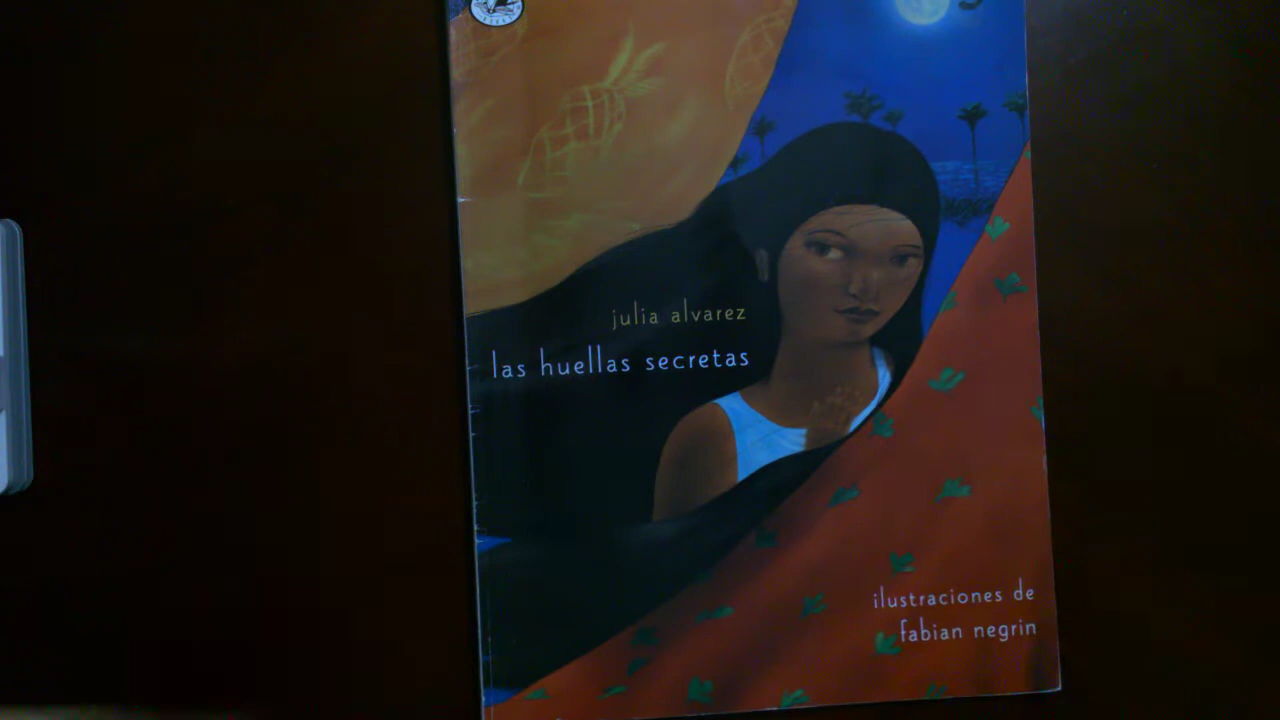 julia alvarez
las huellas secretas
ilustraciones de
fabian negrin